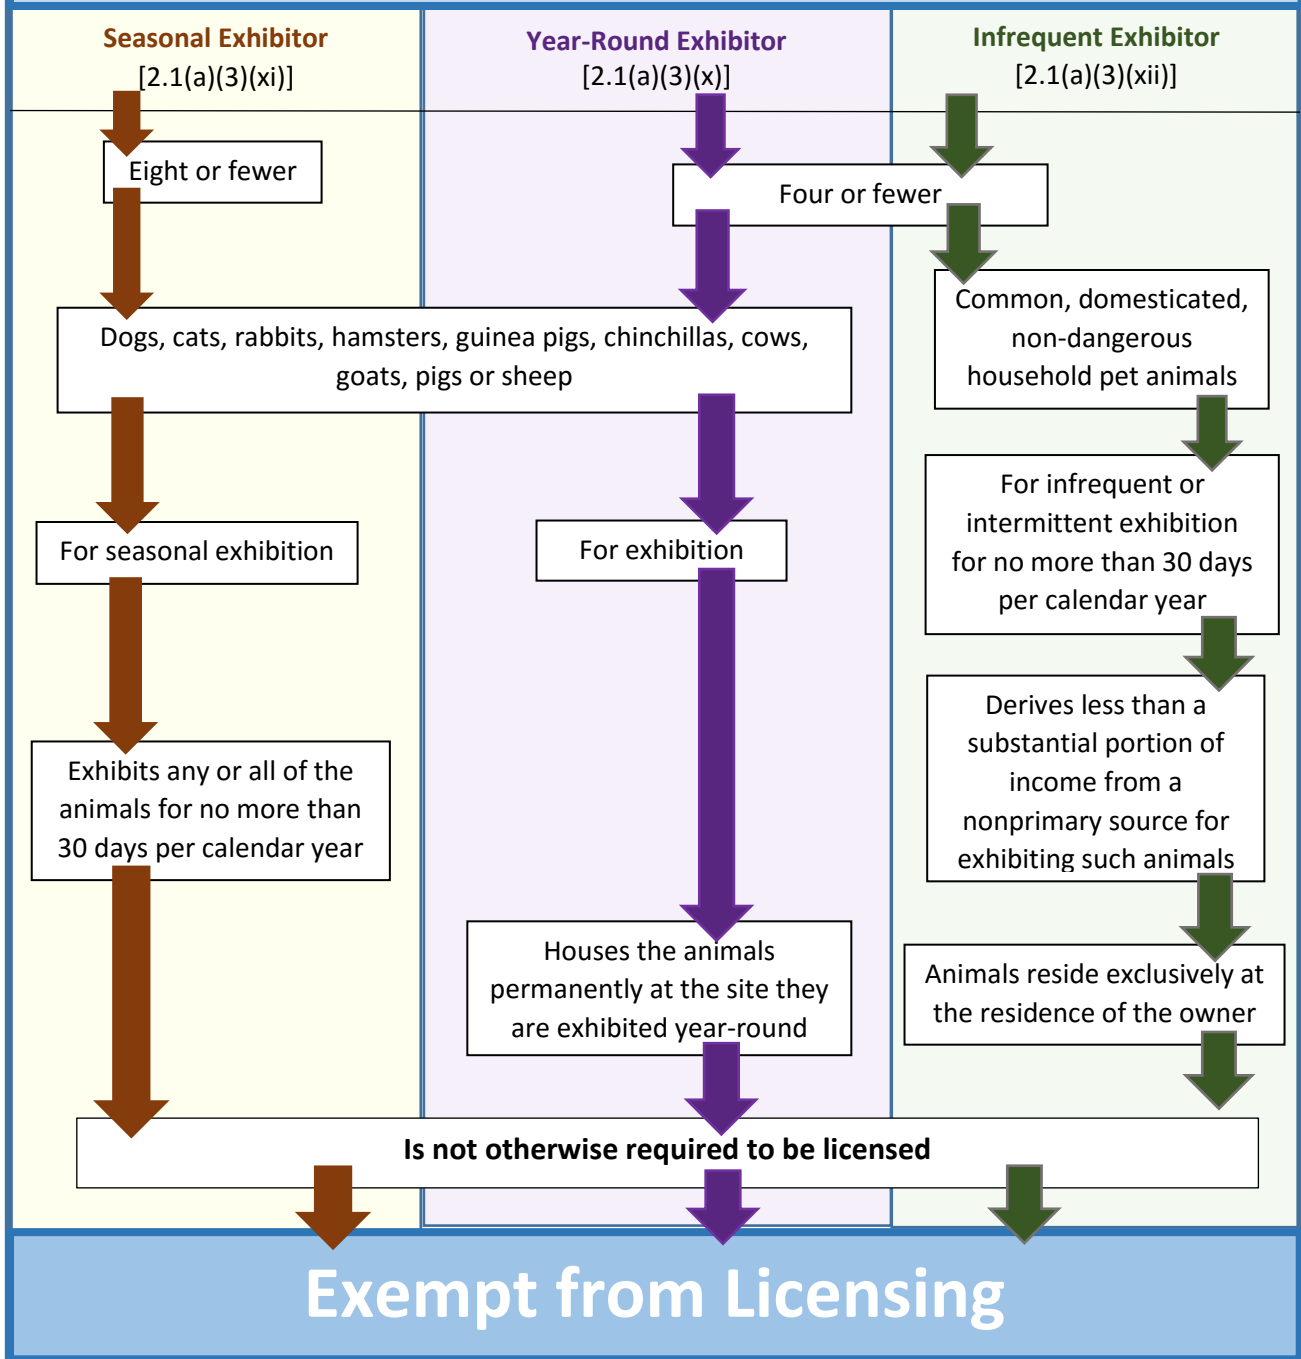 Seasonal Exhibitor
[2.1(a)(3)(xi)]
Year-Round Exhibitor
[2.1(a)(3)(x)]
Infrequent Exhibitor
[2.1(a)(3)(xii)]
Eight or fewer
Four or fewer
Dogs, cats, rabbits, hamsters, guinea pigs, chinchillas, cows,
goats, pigs or sheep
Common, domesticated,
non-dangerous
household pet animals
For seasonal exhibition
For exhibition
For infrequent or
intermittent exhibition
for no more than 30 days
per calendar year
Exhibits any or all of the
animals for no more than
30 days per calendar year
Derives less than a
substantial portion of
income from a
nonprimary source for
exhibiting such animals
Houses the animals
permanently at the site they
are exhibited year-round
Animals reside exclusively at
the residence of the owner
Is not otherwise required to be licensed
Exempt from Licensing